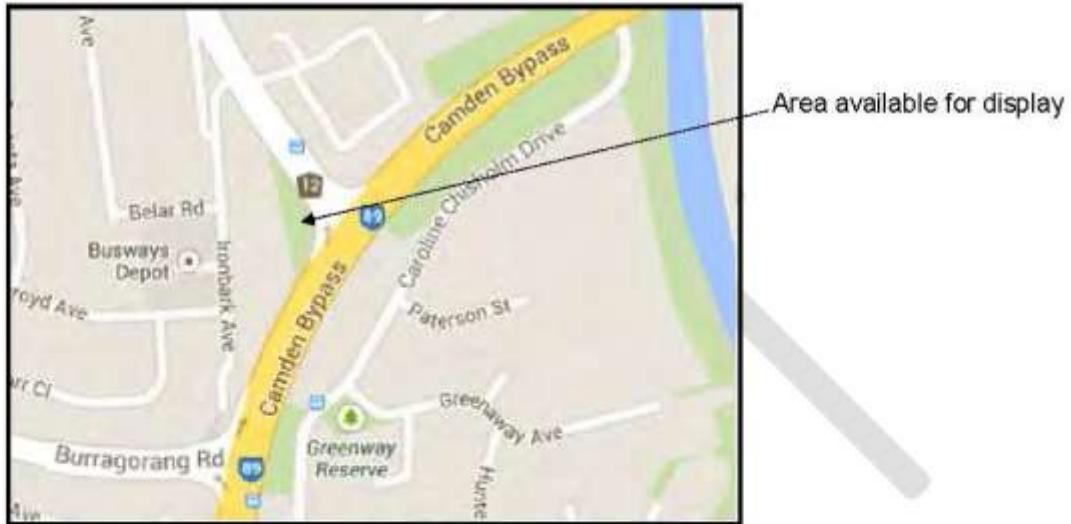 Ave
Camden Bypass
Area available for display
12
Caroline Chisholm Drive
Belar Rd
89
Busways
Depot
Ironbark Ave
Camden Bypass
Paterson St
Greenaway Ave
Burragorang Rd
89
Greenway
Reserve